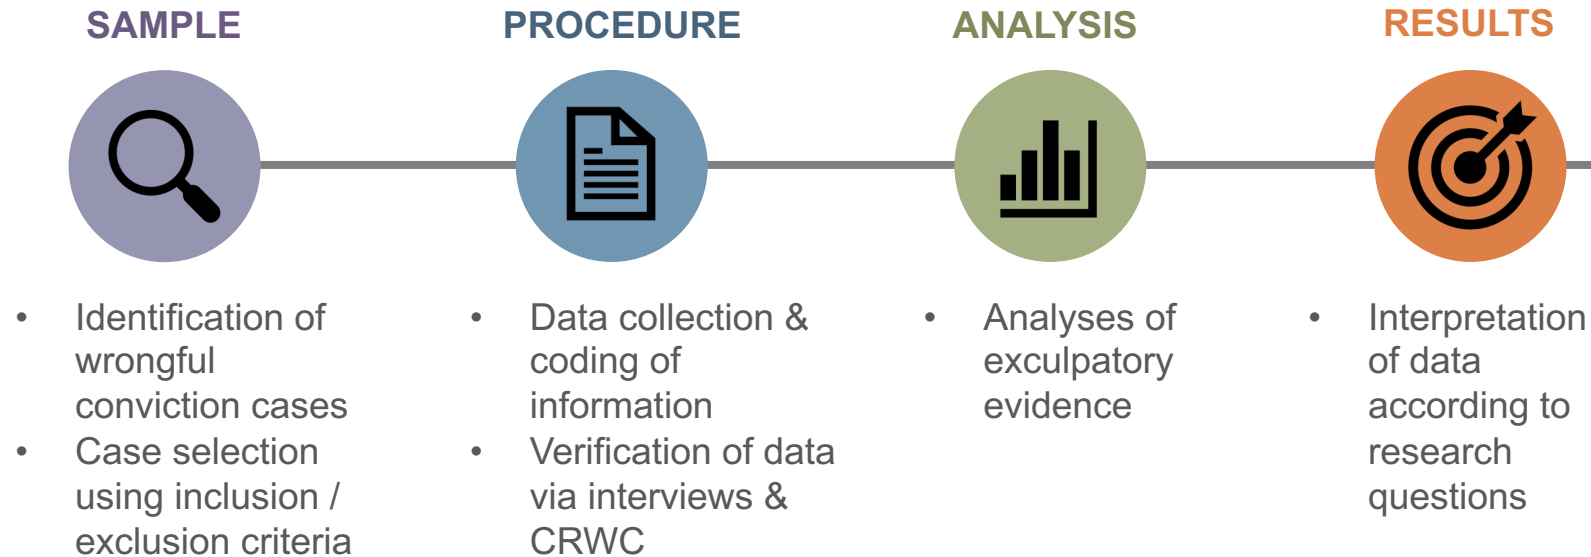 SAMPLE
• Identification of
wrongful
conviction cases
• Case selection
using inclusion /
exclusion criteria
PROCEDURE
• Data collection &
coding of
information
• Verification of data
via interviews &
CRWC
ANALYSIS
• Analyses of
exculpatory
evidence
RESULTS
• Interpretation
of data
according to
research
questions